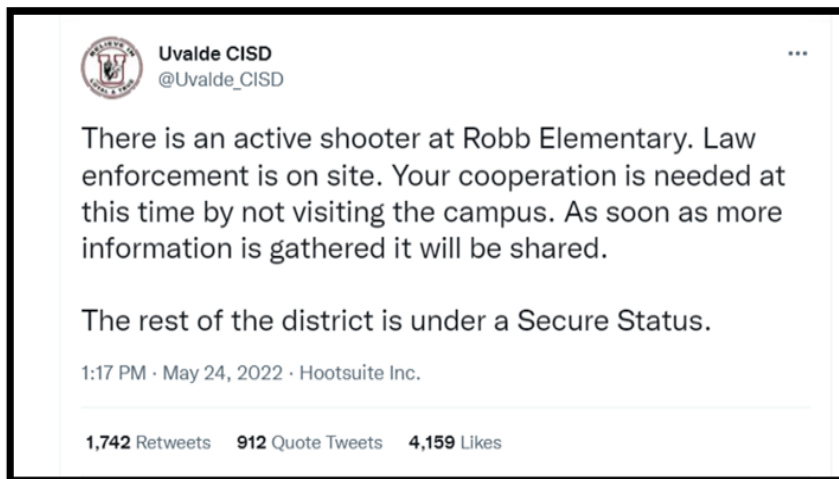 Uvalde CISD
@Uvalde_CISD
There is an active shooter at Robb Elementary. Law
enforcement is on site. Your cooperation is needed at
this time by not visiting the campus. As soon as more
information is gathered it will be shared.
The rest of the district is under a Secure Status.
1:17 PM · May 24, 2022 · Hootsuite Inc.
1,742 Retweets 912 Quote Tweets 4,159 Likes